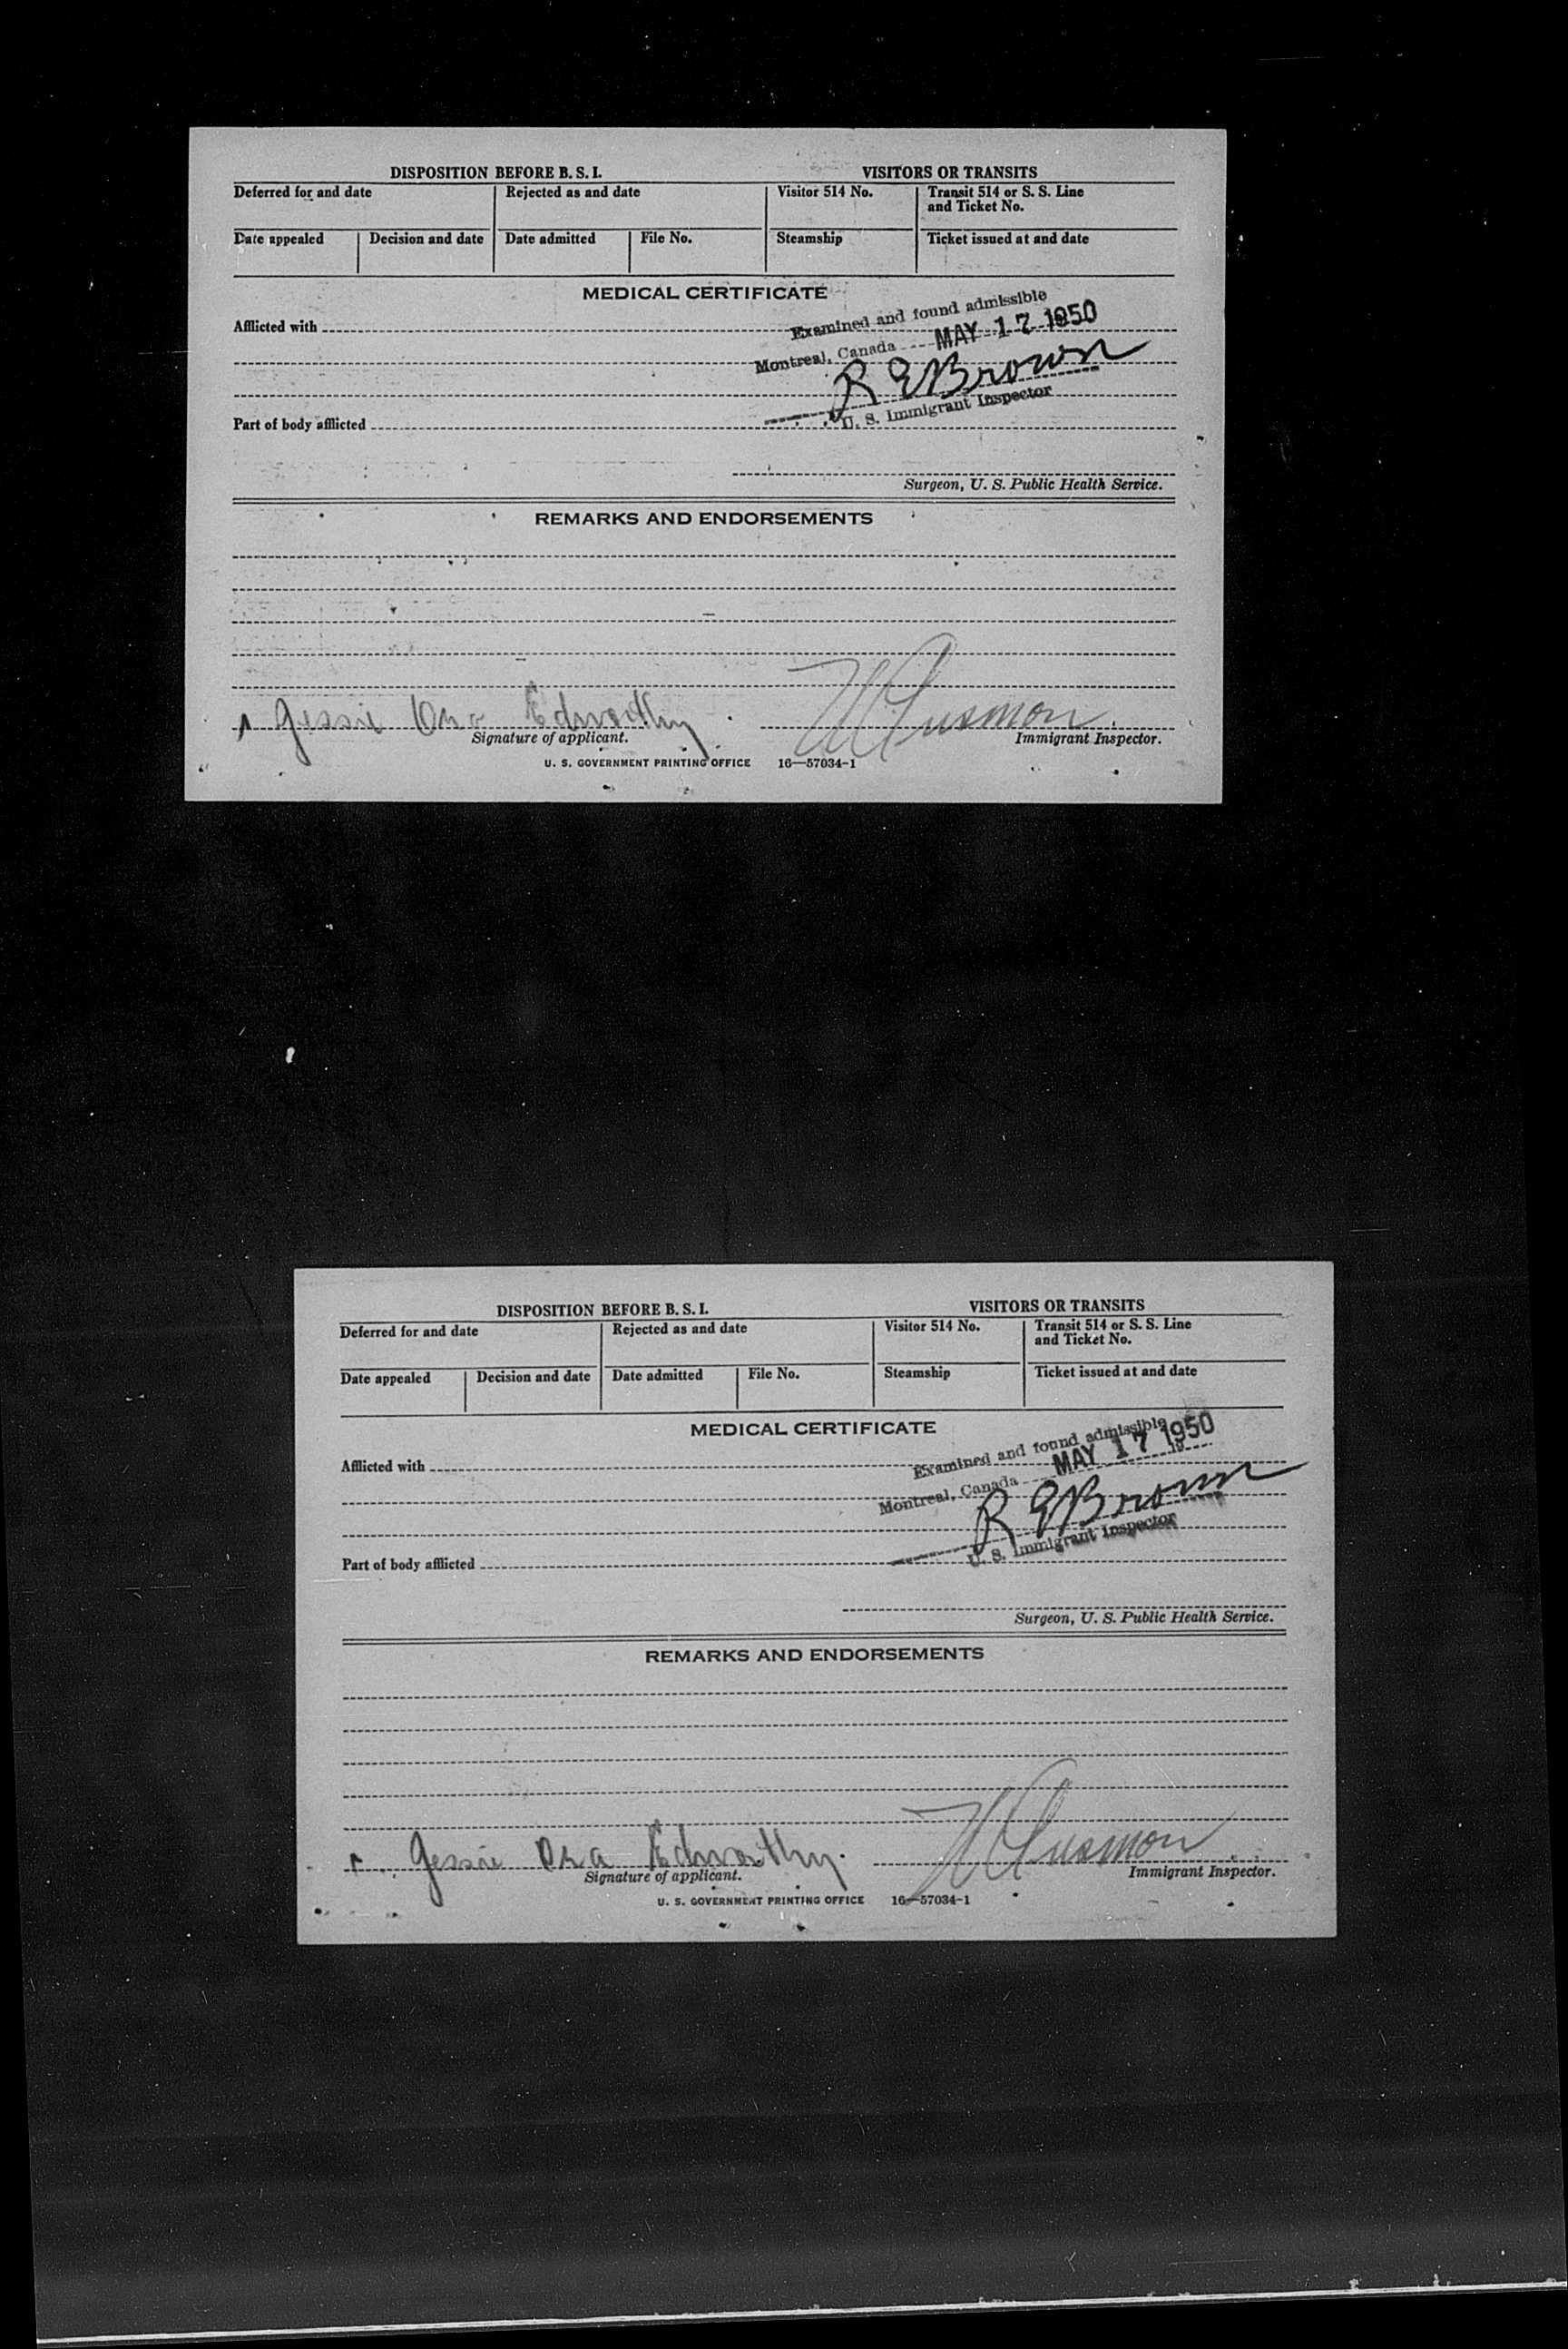 DISPOSITION BEFORE B. S. I.
VISITORS OR TRANSITS
Deferred for and date
Rejected as and date
Visitor 514 No.
Transit 514 or S. S. Line
and Ticket No.
Date appealed
Decision and date
Date admitted
File No.
Steamship
Ticket issued at and date
MEDICAL CERTIFICATE
Examined and found admissible
Afflicted with
Montreal, Canada MAY 17 1950
R E Brown
U. S. Immigrant Inspector
Part of body afflicted
Surgeon, U. S. Public Health Service.
REMARKS AND ENDORSEMENTS
Jessie Ora Edworthy
Signature of applicant.
Immigrant Inspector.
U. S. GOVERNMENT PRINTING OFFICE 16—57034-1
DISPOSITION BEFORE B. S. I.
VISITORS OR TRANSITS
Deferred for and date
Rejected as and date
Visitor 514 No.
Transit 514 or S. S. Line
and Ticket No.
Date appealed
Decision and date
Date admitted
File No.
Steamship
Ticket issued at and date
MEDICAL CERTIFICATE
Examined and found admissible
Afflicted with
Montreal, Canada MAY 17 1950
R E Brown
U. S. Immigrant Inspector
Part of body afflicted
Surgeon, U. S. Public Health Service.
REMARKS AND ENDORSEMENTS
Jessie Ora Edworthy
Signature of applicant.
Immigrant Inspector.
U. S. GOVERNMENT PRINTING OFFICE 16—57034-1